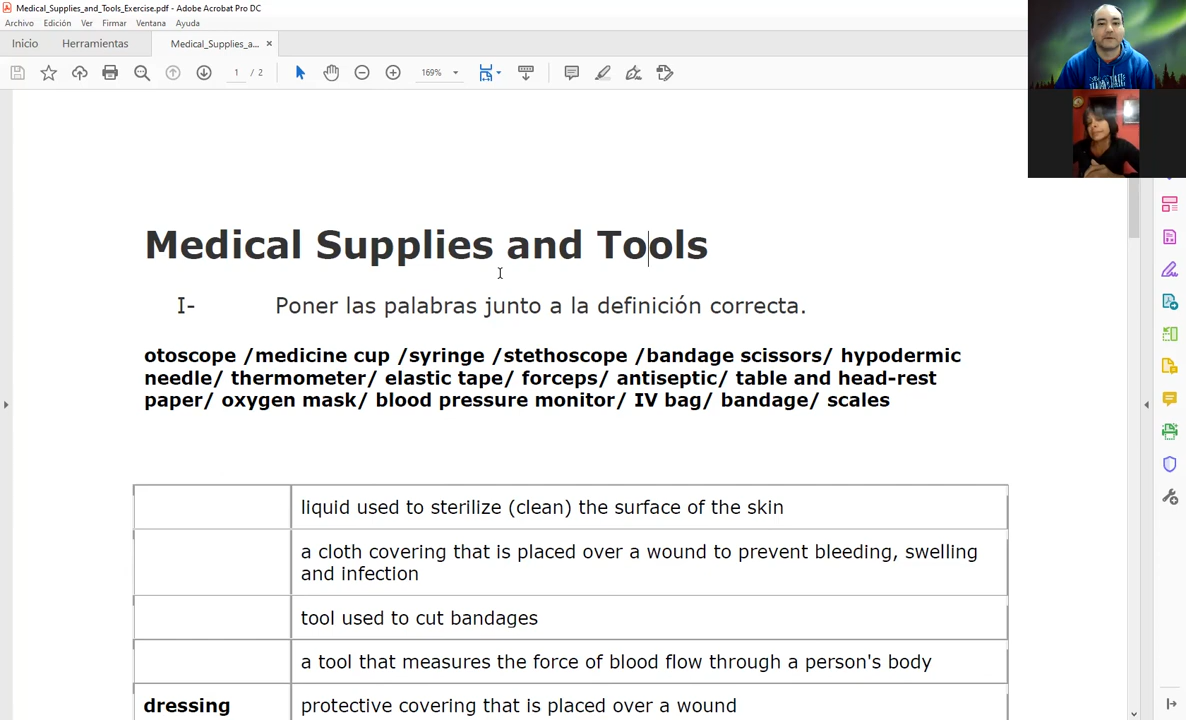 Medical_Supplies_and_Tools_Exercise.pdf - Adobe Acrobat Pro DC
Archivo Edición Ver Firmar Ventana Ayuda
Inicio Herramientas Medical_Supplies_a... ×
1 / 2 169%
Medical Supplies and Tools
I- Poner las palabras junto a la definición correcta.
otoscope /medicine cup /syringe /stethoscope /bandage scissors/ hypodermic
needle/ thermometer/ elastic tape/ forceps/ antiseptic/ table and head-rest
paper/ oxygen mask/ blood pressure monitor/ IV bag/ bandage/ scales
liquid used to sterilize (clean) the surface of the skin
a cloth covering that is placed over a wound to prevent bleeding, swelling
and infection
tool used to cut bandages
a tool that measures the force of blood flow through a person's body
dressing protective covering that is placed over a wound